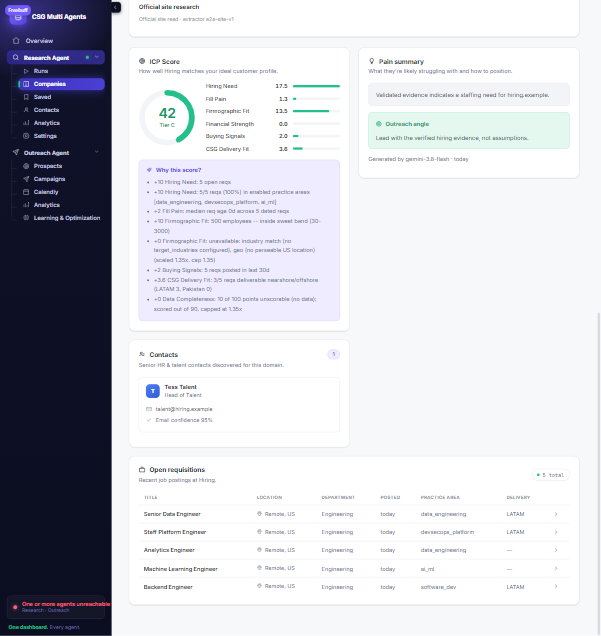 Freebuff
CSG Multi Agents
Overview
Research Agent
Runs
Companies
Saved
Contacts
Analytics
Settings
Outreach Agent
Prospects
Campaigns
Calendly
Analytics
Learning & Optimization
One or more agents unreachable
Research · Outreach
One dashboard. Every agent.
Official site research
Official site read · extractor e2e-site-v1
ICP Score
How well hiring matches your ideal customer profile.
42
Tier C
Hiring Need 17.5
Fill Pain 1.3
Firmographic Fit 13.5
Financial Strength 0.0
Buying Signals 2.0
CSG Delivery Fit 3.6
Why this score?
• +10 Hiring Need: 5 open reqs
• +10 Hiring Need: 5/5 reqs (100%) in enabled practice areas
[data_engineering, devsecops_platform, ai_ml]
• +2 Fill Pain: median req age 0d across 5 dated reqs
• +10 Firmographic Fit: 500 employees -- inside sweet band (30-
3000)
• +0 Firmographic Fit: unavailable: industry match (no
target_industries configured), geo (no parseable US location)
(scaled 1.35x, cap 1.35)
• +2 Buying Signals: 5 reqs posted in last 30d
• +3.6 CSG Delivery Fit: 3/5 reqs deliverable nearshore/offshore
(LATAM 3, Pakistan 0)
• +0 Data Completeness: 10 of 100 points unscorable (no data);
scored out of 90, capped at 1.35x
Pain summary
What they're likely struggling with and how to position.
Validated evidence indicates a staffing need for hiring.example.
Outreach angle
Lead with the verified hiring evidence, not assumptions.
Generated by gemini-3.6-flash · today
Contacts
1
Senior HR & talent contacts discovered for this domain.
T
Tess Talent
Head of Talent
talent@hiring.example
Email confidence 95%
Open requisitions
5 total
Recent job postings at Hiring.
TITLE LOCATION DEPARTMENT POSTED PRACTICE AREA DELIVERY
Senior Data Engineer Remote, US Engineering today data_engineering LATAM
Staff Platform Engineer Remote, US Engineering today devsecops_platform LATAM
Analytics Engineer Remote, US Engineering today data_engineering —
Machine Learning Engineer Remote, US Engineering today ai_ml —
Backend Engineer Remote, US Engineering today software_dev LATAM